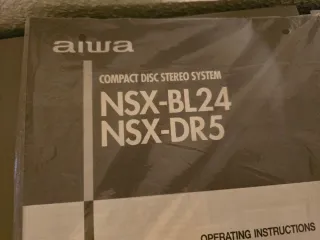 aiwa
COMPACT DISC STEREO SYSTEM
NSX-BL24
NSX-DR5
OPERATING INSTRUCTIONS